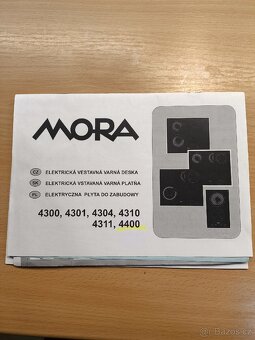 MORA
CZ ELEKTRICKÁ VESTAVNÁ VARNÁ DESKA
SK ELEKTRICKÁ VSTAVANÁ VARNÁ PLATŇA
PL ELEKTRYCZNA PŁYTA DO ZABUDOWY
4300, 4301, 4304, 4310
4311, 4400
Bazoš.cz